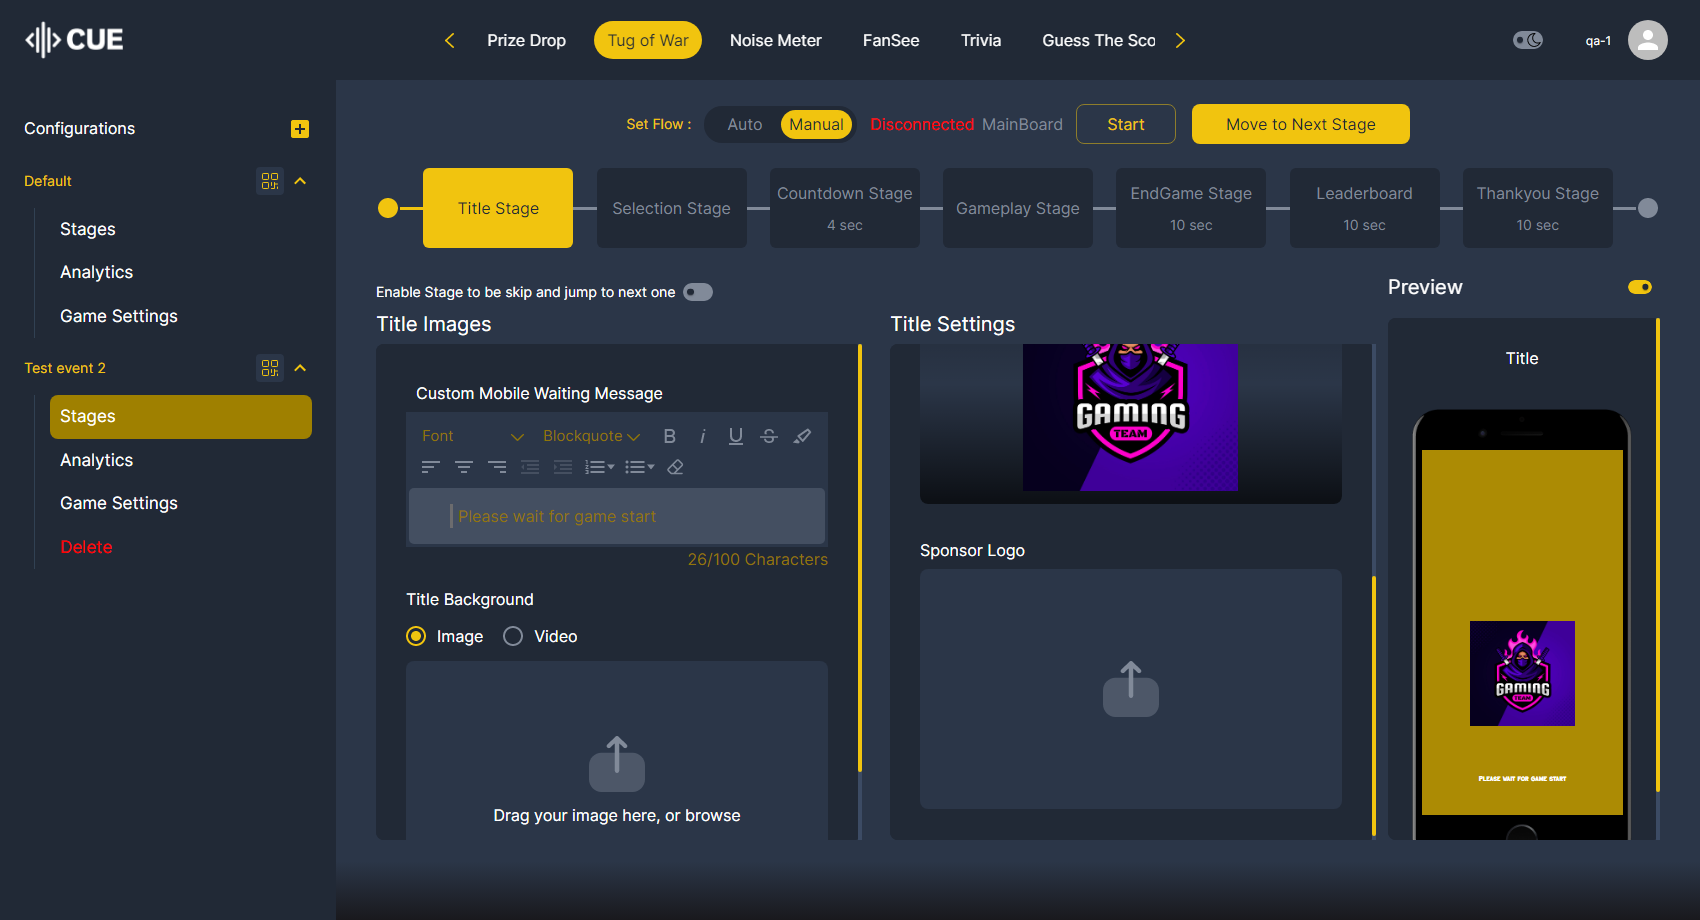 CUE
Prize Drop
Tug of War
Noise Meter
FanSee
Trivia
Guess The Sco
qa-1
Configurations
Default
Stages
Analytics
Game Settings
Test event 2
Stages
Analytics
Game Settings
Delete
Set Flow :
Auto
Manual
Disconnected MainBoard
Start
Move to Next Stage
Title Stage
Selection Stage
Countdown Stage
4 sec
Gameplay Stage
EndGame Stage
10 sec
Leaderboard
10 sec
Thankyou Stage
10 sec
Enable Stage to be skip and jump to next one
Title Images
Custom Mobile Waiting Message
Font
Blockquote
B i U S
Please wait for game start
26/100 Characters
Title Background
Image
Video
Drag your image here, or browse
Title Settings
GAMING
TEAM
Sponsor Logo
Preview
Title
GAMING
TEAM
PLEASE WAIT FOR GAME START